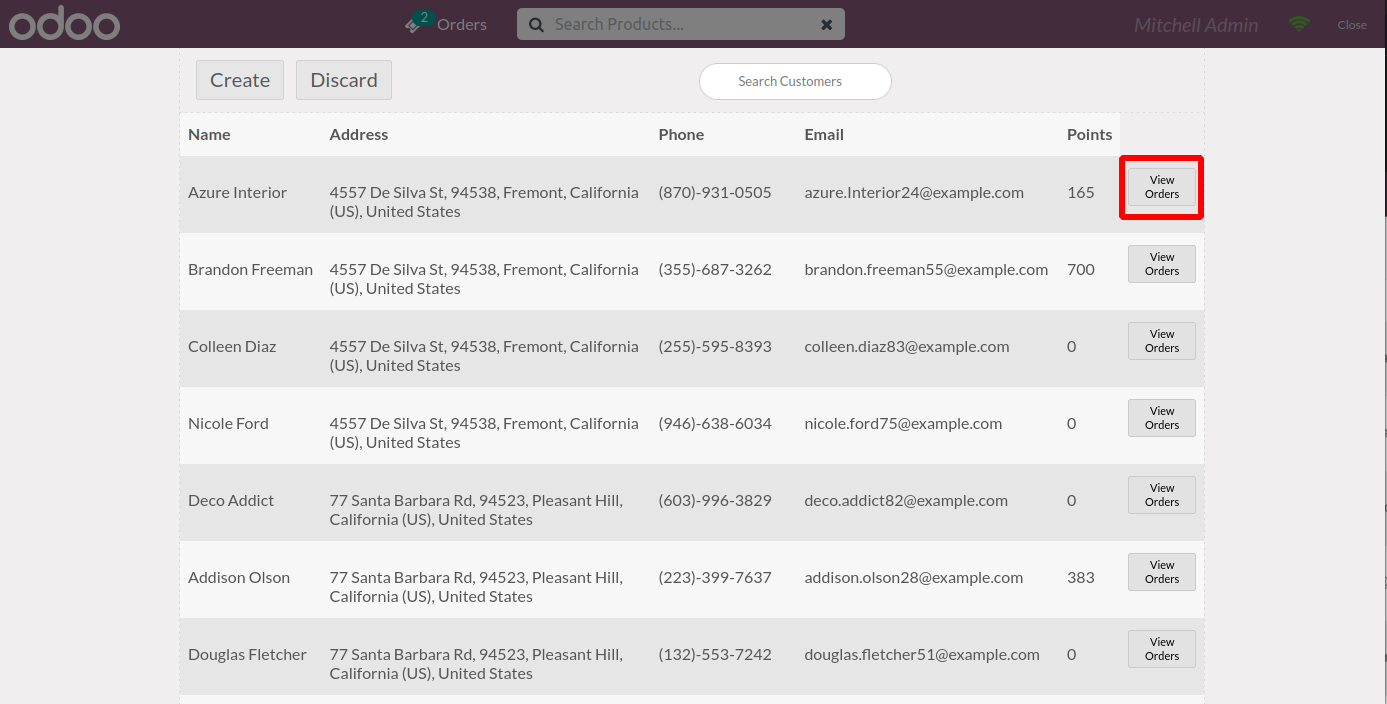 odoo 2 Orders Search Products... Mitchell Admin Close
Create Discard Search Customers
Name Address Phone Email Points
Azure Interior 4557 De Silva St, 94538, Fremont, California (870)-931-0505 azure.Interior24@example.com 165 View
(US), United States Orders
Brandon Freeman 4557 De Silva St, 94538, Fremont, California (355)-687-3262 brandon.freeman55@example.com 700 View
(US), United States Orders
Colleen Diaz 4557 De Silva St, 94538, Fremont, California (255)-595-8393 colleen.diaz83@example.com 0 View
(US), United States Orders
Nicole Ford 4557 De Silva St, 94538, Fremont, California (946)-638-6034 nicole.ford75@example.com 0 View
(US), United States Orders
Deco Addict 77 Santa Barbara Rd, 94523, Pleasant Hill, (603)-996-3829 deco.addict82@example.com 0 View
California (US), United States Orders
Addison Olson 77 Santa Barbara Rd, 94523, Pleasant Hill, (223)-399-7637 addison.olson28@example.com 383 View
California (US), United States Orders
Douglas Fletcher 77 Santa Barbara Rd, 94523, Pleasant Hill, (132)-553-7242 douglas.fletcher51@example.com 0 View
California (US), United States Orders